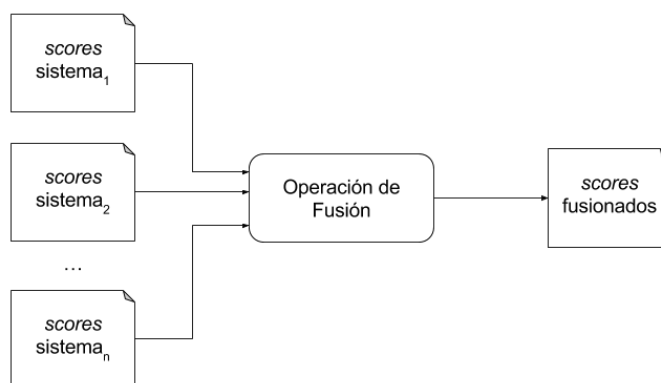 scores
sistema₁
scores
sistema₂
...
scores
sistemaₙ
Operación de
Fusión
scores
fusionados